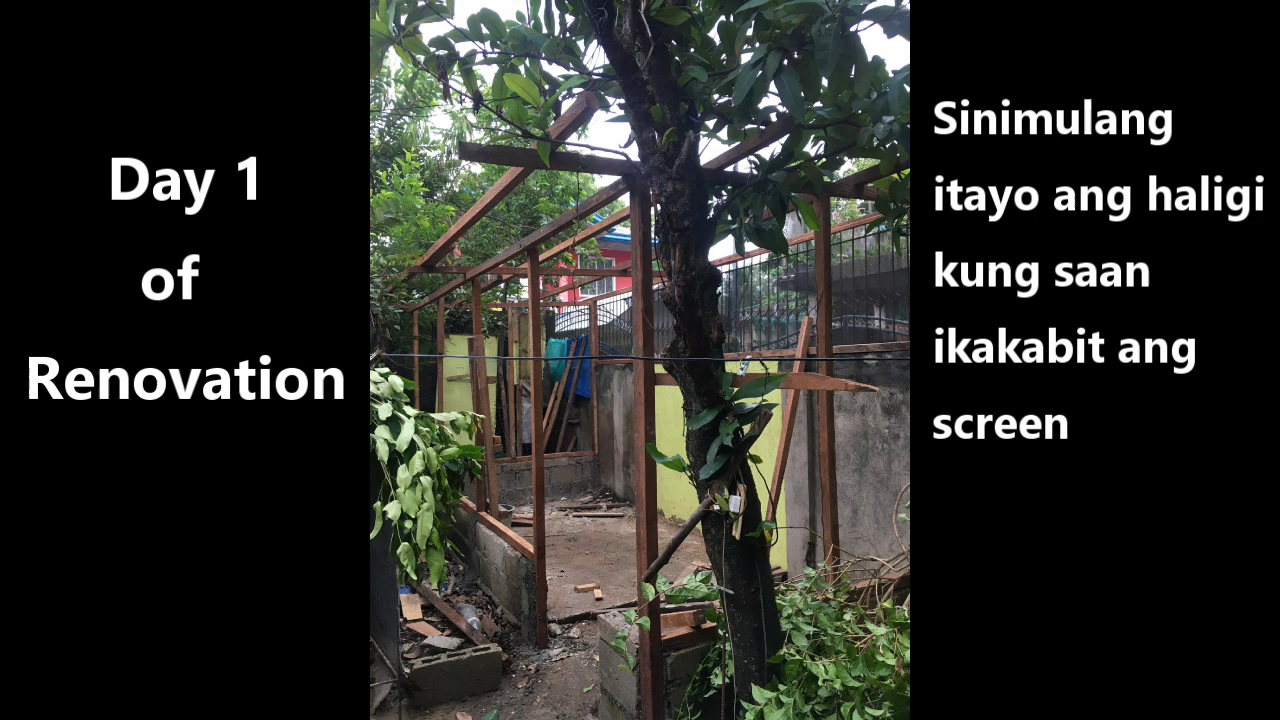 Day 1
of
Renovation
Sinimulang
itayo ang haligi
kung saan
ikakabit ang
screen